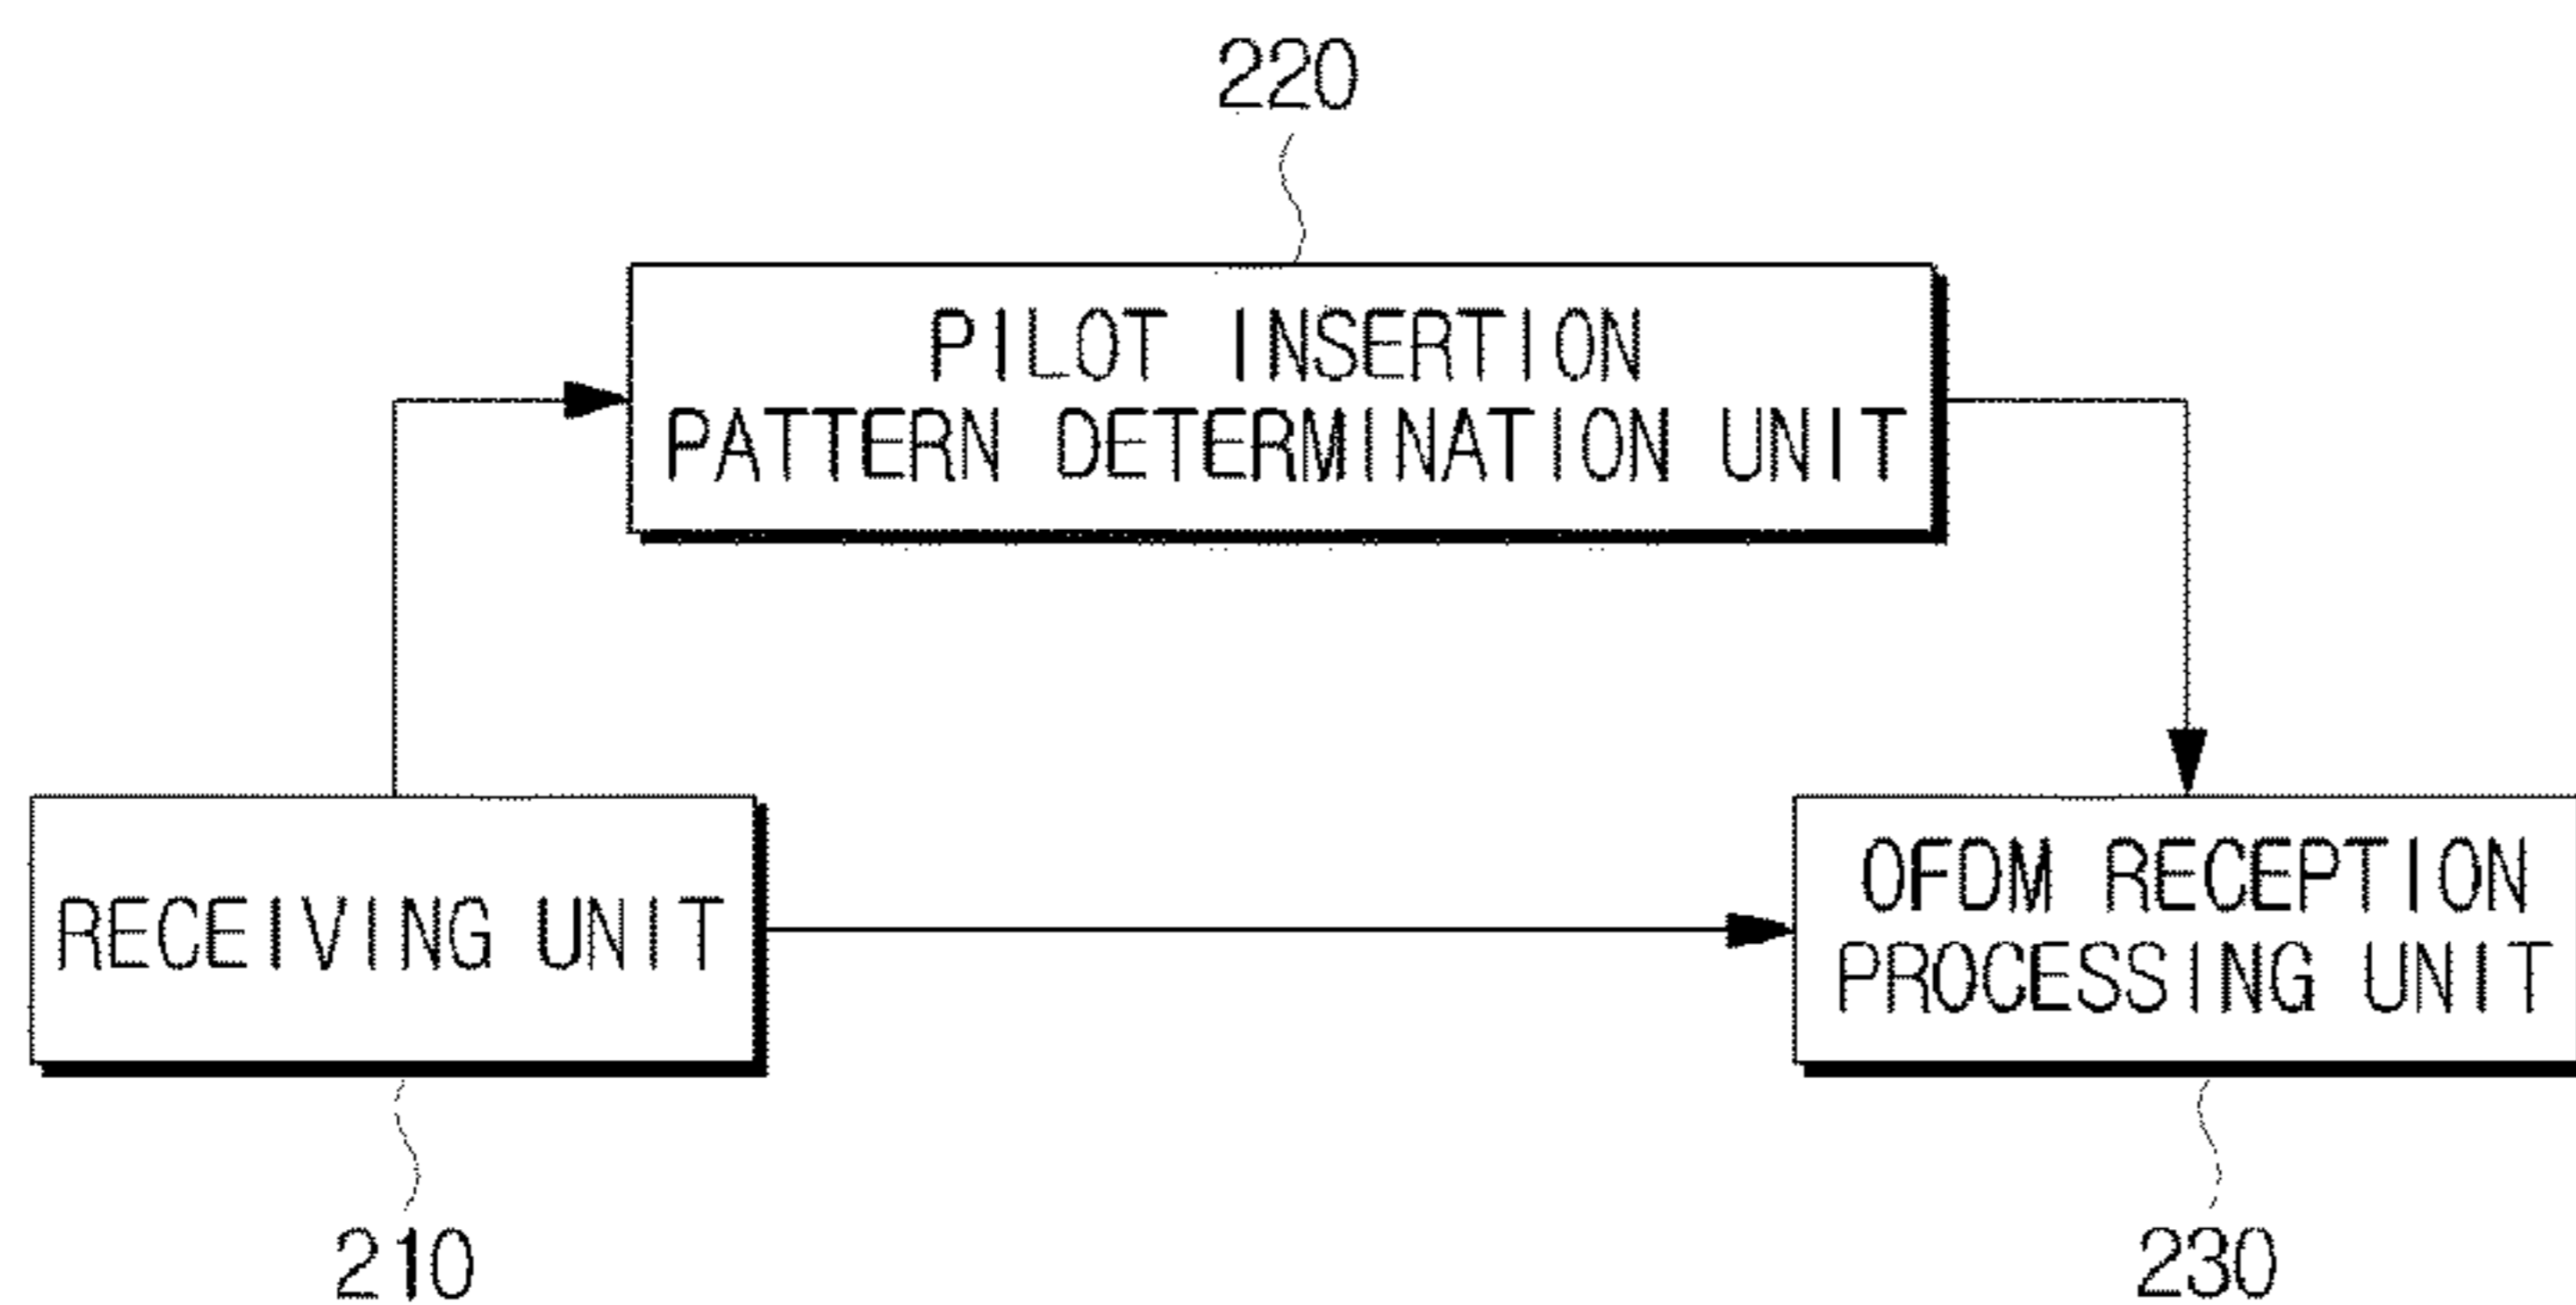 220
PILOT INSERTION
PATTERN DETERMINATION UNIT
RECEIVING UNIT
OFDM RECEPTION
PROCESSING UNIT
210
230